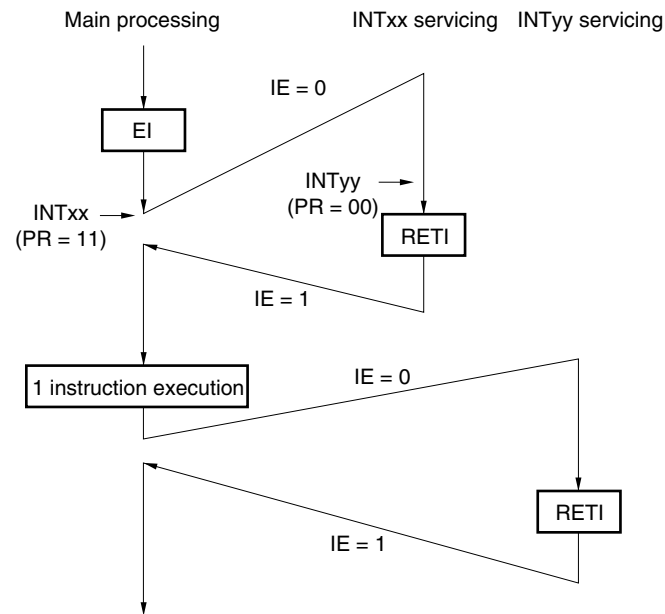 Main processing
INTxx servicing
INTyy servicing
IE = 0
EI
INTyy
(PR = 00)
INTxx
(PR = 11)
RETI
IE = 1
1 instruction execution
IE = 0
RETI
IE = 1